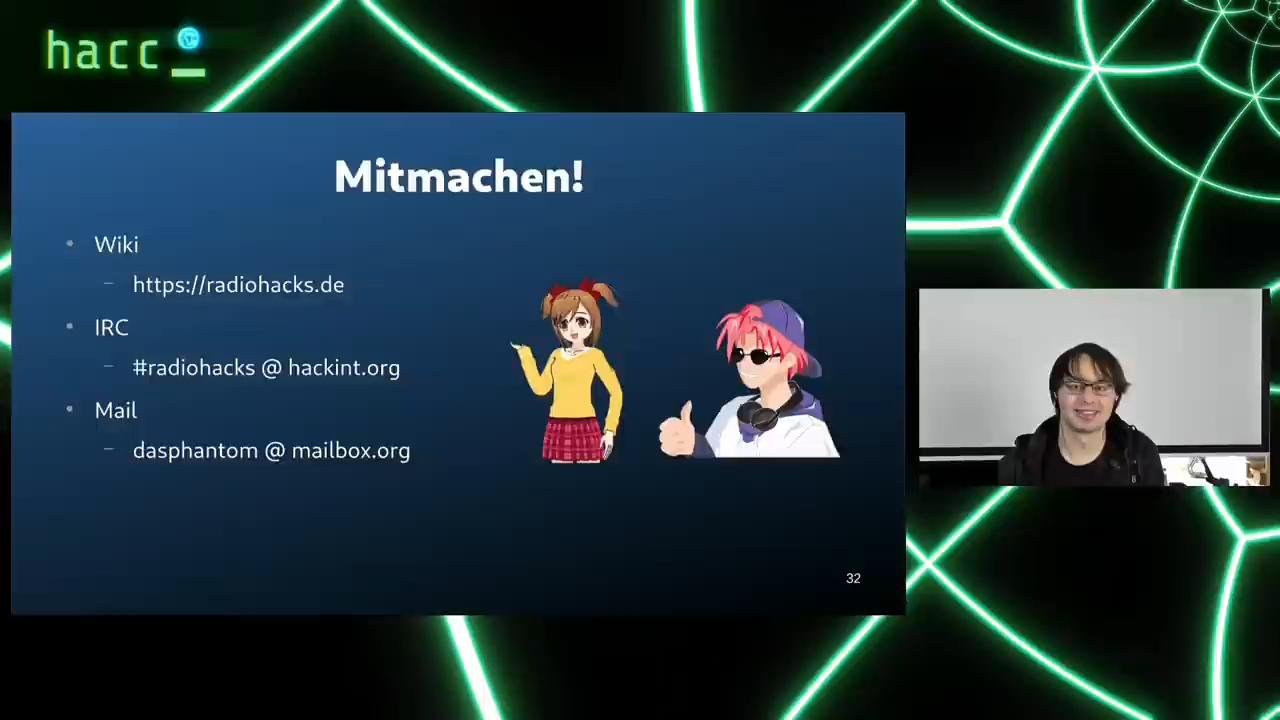 hacc
Mitmachen!
Wiki
https://radiohacks.de
IRC
#radiohacks @ hackint.org
Mail
dasphantom @ mailbox.org
32